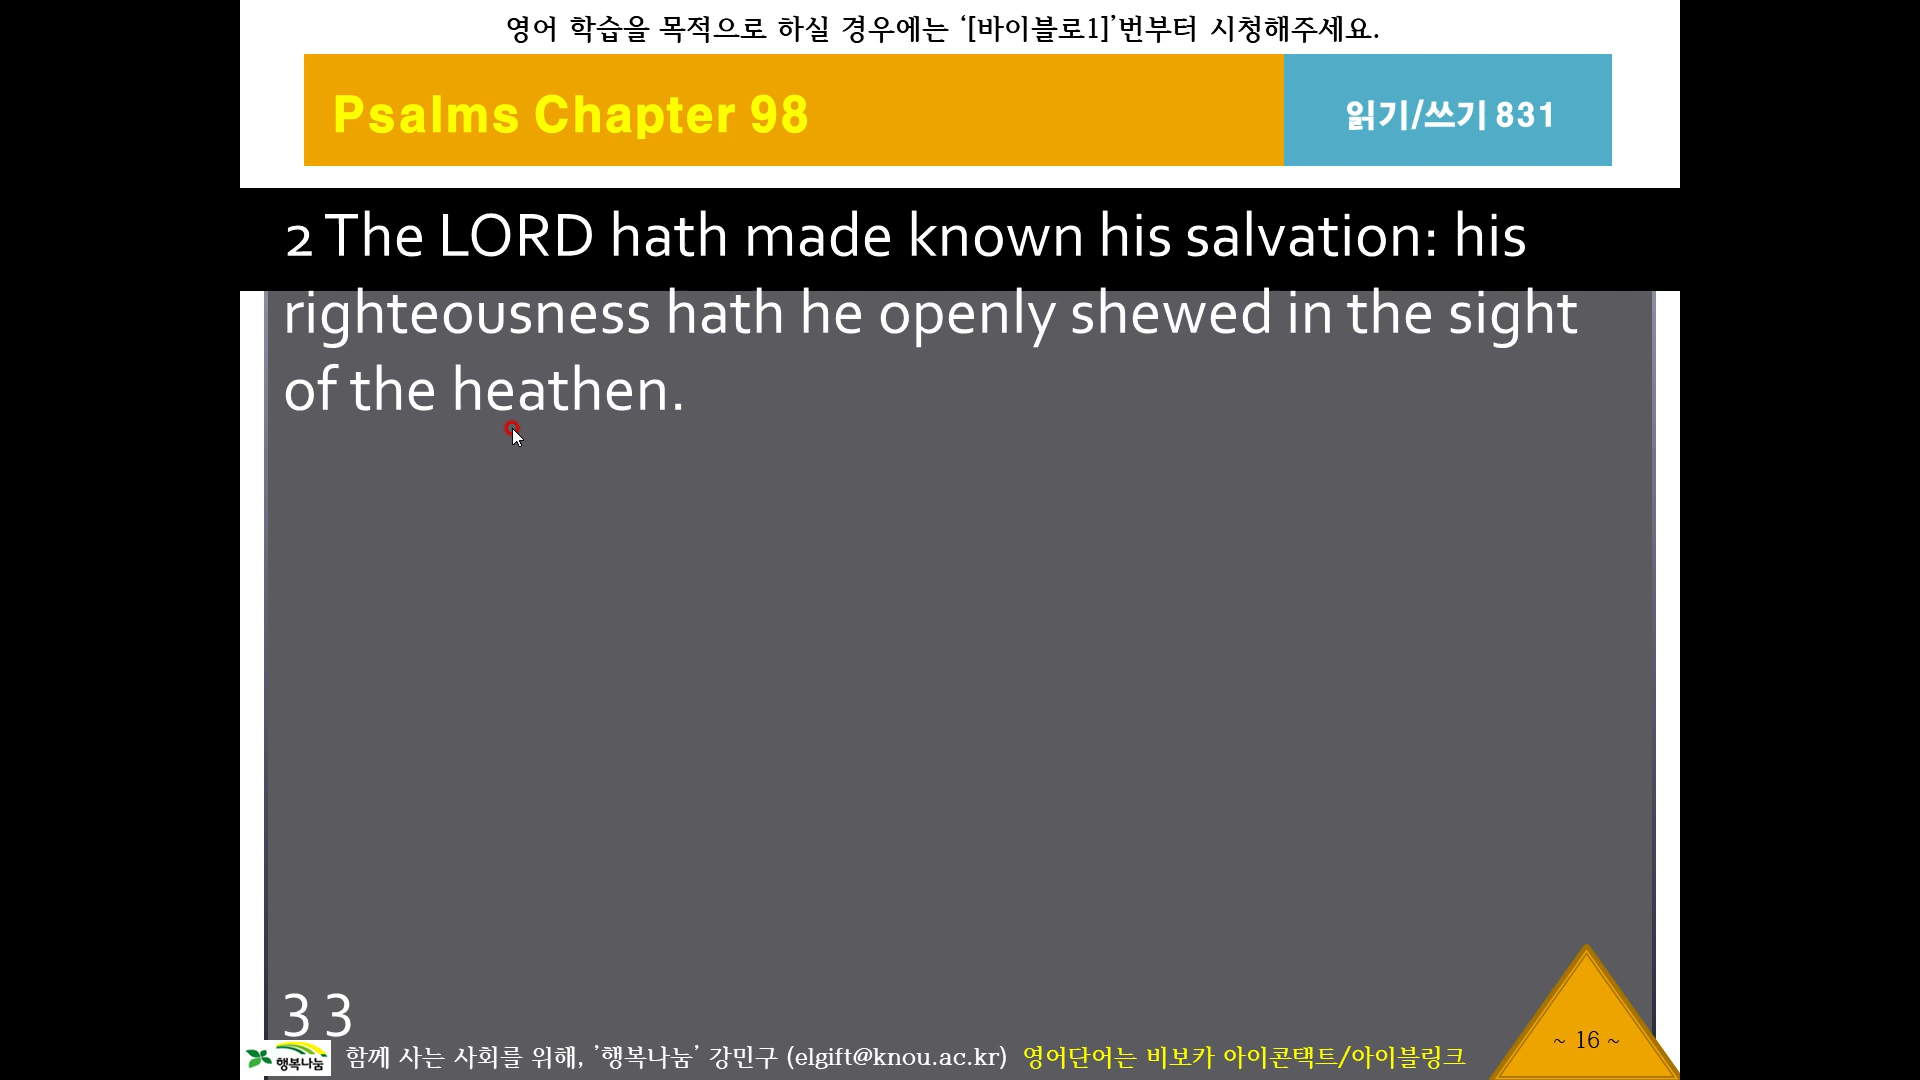 영어 학습을 목적으로 하실 경우에는 ‘[바이블로1]’번부터 시청해주세요.
Psalms Chapter 98
읽기/쓰기 831
2 The LORD hath made known his salvation: his
righteousness hath he openly shewed in the sight
of the heathen.
3 3
~ 16 ~
행복나눔
함께 사는 사회를 위해, ’행복나눔’ 강민구 (elgift@knou.ac.kr) 영어단어는 비보카 아이콘택트/아이블링크